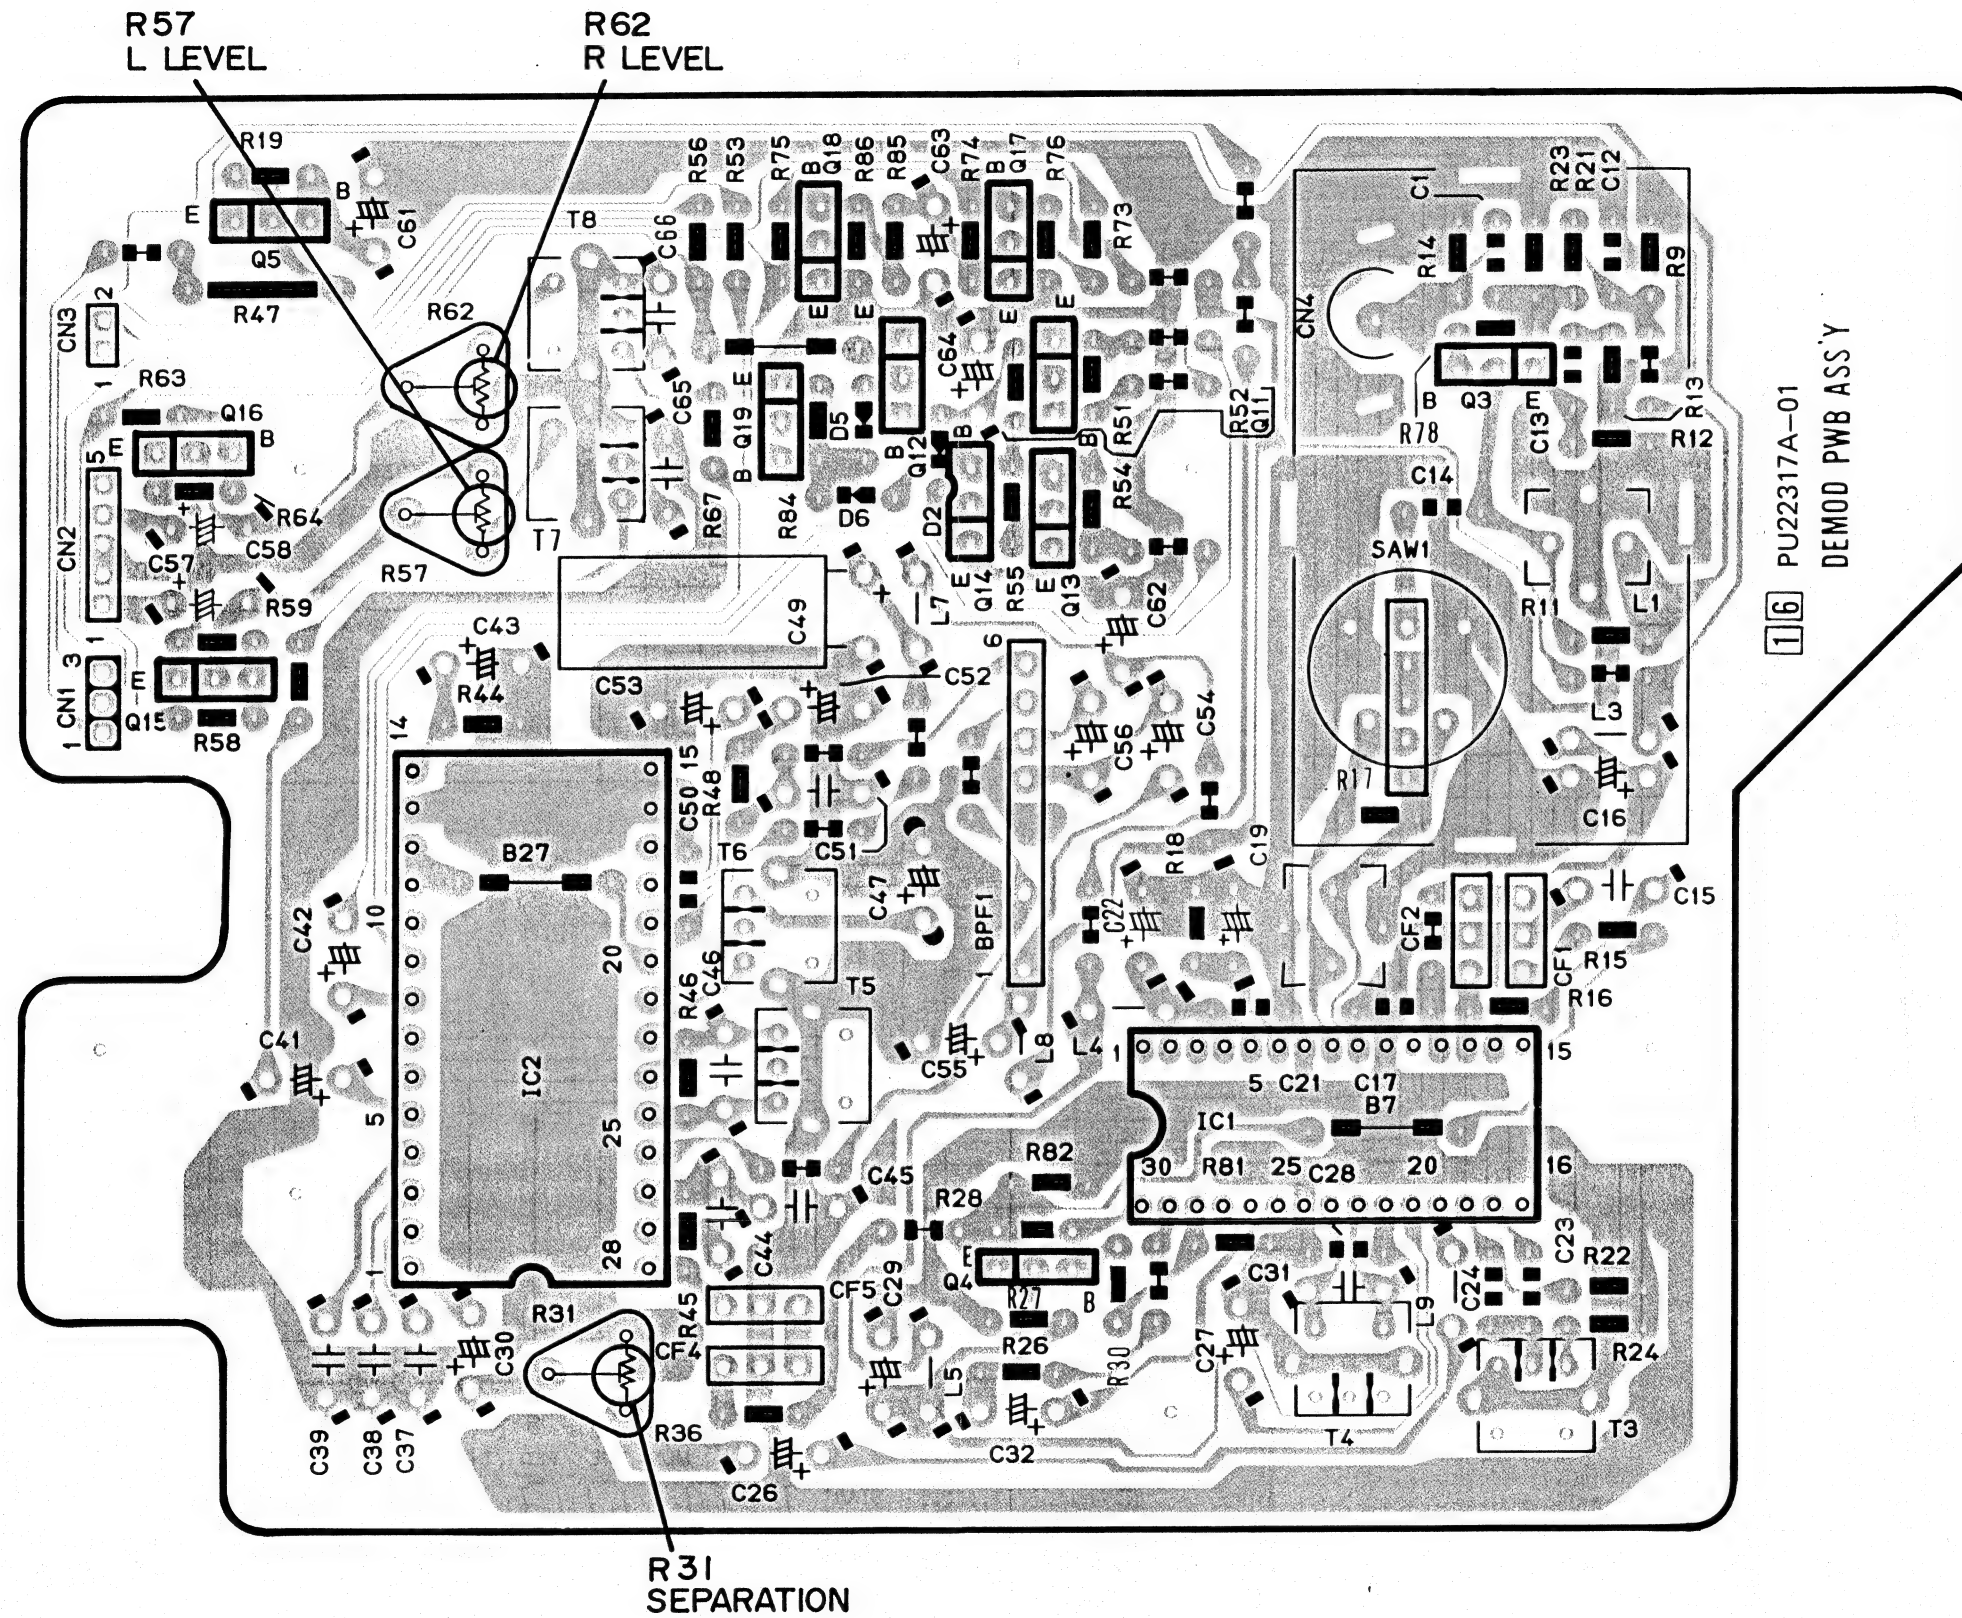 R57
L LEVEL
R62
R LEVEL
R19
B
E
Q5
C61
R47
CN3
2
1
R62
T8
C66
R56
R53
R75
B
Q18
R86
R85
C63
R74
B
Q17
R76
R73
E
E
E
E
C1
R23
R21
C12
R14
R9
CN4
B
Q3
E
R78
C13
R13
R12
R63
Q16
E
B
5
CN2
1
R64
C57
C58
R59
R57
T7
C65
R67
B
Q19
E
R84
D5
D6
B
Q12
C64
B
D2
E
Q14
R55
E
Q13
B
R51
R54
R52
Q11
C62
C14
SAW1
R11
L1
L3
C16
R17
PU22317A-01
DEMOD PWB ASS'Y
16
3
CN1
1
E
Q15
R58
C43
R44
C53
C49
L7
C52
6
BPF1
1
C56
C54
14
15
C50
R48
C51
T6
C47
B27
10
20
C42
C46
R46
T5
C41
IC2
5
25
C55
L8
L4
R18
C19
C22
CF2
CF1
C15
R15
R16
1
15
5
C21
C17
B7
IC1
30
R81
25
C28
20
16
R82
R28
C45
C44
E
Q4
B
R27
R26
R30
C29
CF5
CF4
R45
1
28
R31
C30
R36
C39
C38
C37
C26
L5
C32
C27
C31
L9
C24
C23
R22
R24
T4
T3
R31
SEPARATION